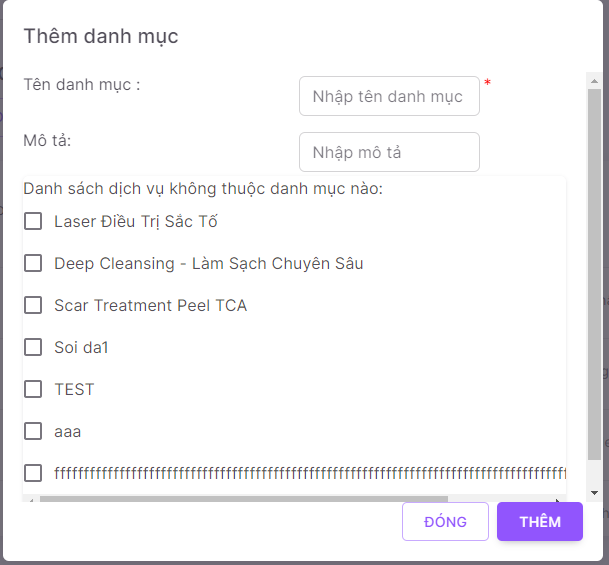 Thêm danh mục
Tên danh mục :
Nhập tên danh mục *
Mô tả:
Nhập mô tả
Danh sách dịch vụ không thuộc danh mục nào:
Laser Điều Trị Sắc Tố
Deep Cleansing - Làm Sạch Chuyên Sâu
Scar Treatment Peel TCA
Soi da1
TEST
aaa
ĐÓNG
THÊM